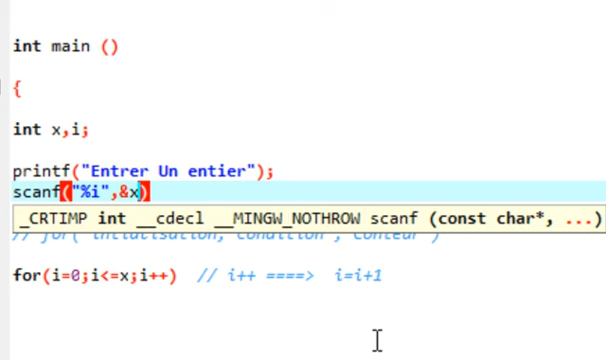 int main ()
{
int x,i;
printf("Entrer Un entier");
scanf("%i",&x)
_CRTIMP int __cdecl __MINGW_NOTHROW scanf (const char*, ...)
for(i=0;i<=x;i++)  // i++ ====>  i=i+1